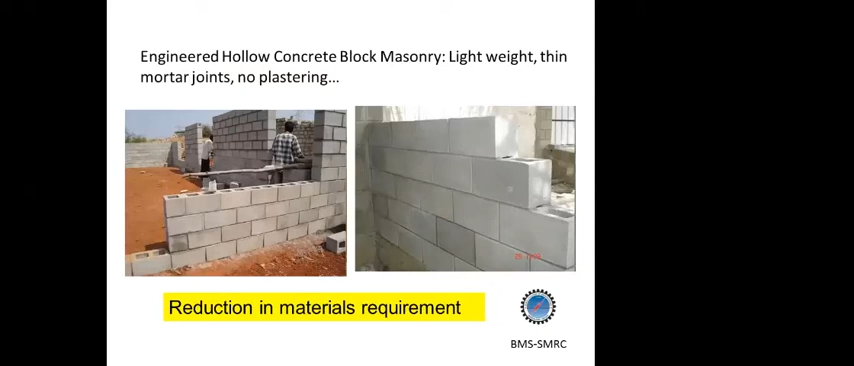 Engineered Hollow Concrete Block Masonry: Light weight, thin
mortar joints, no plastering...
Reduction in materials requirement
BMS-SMRC